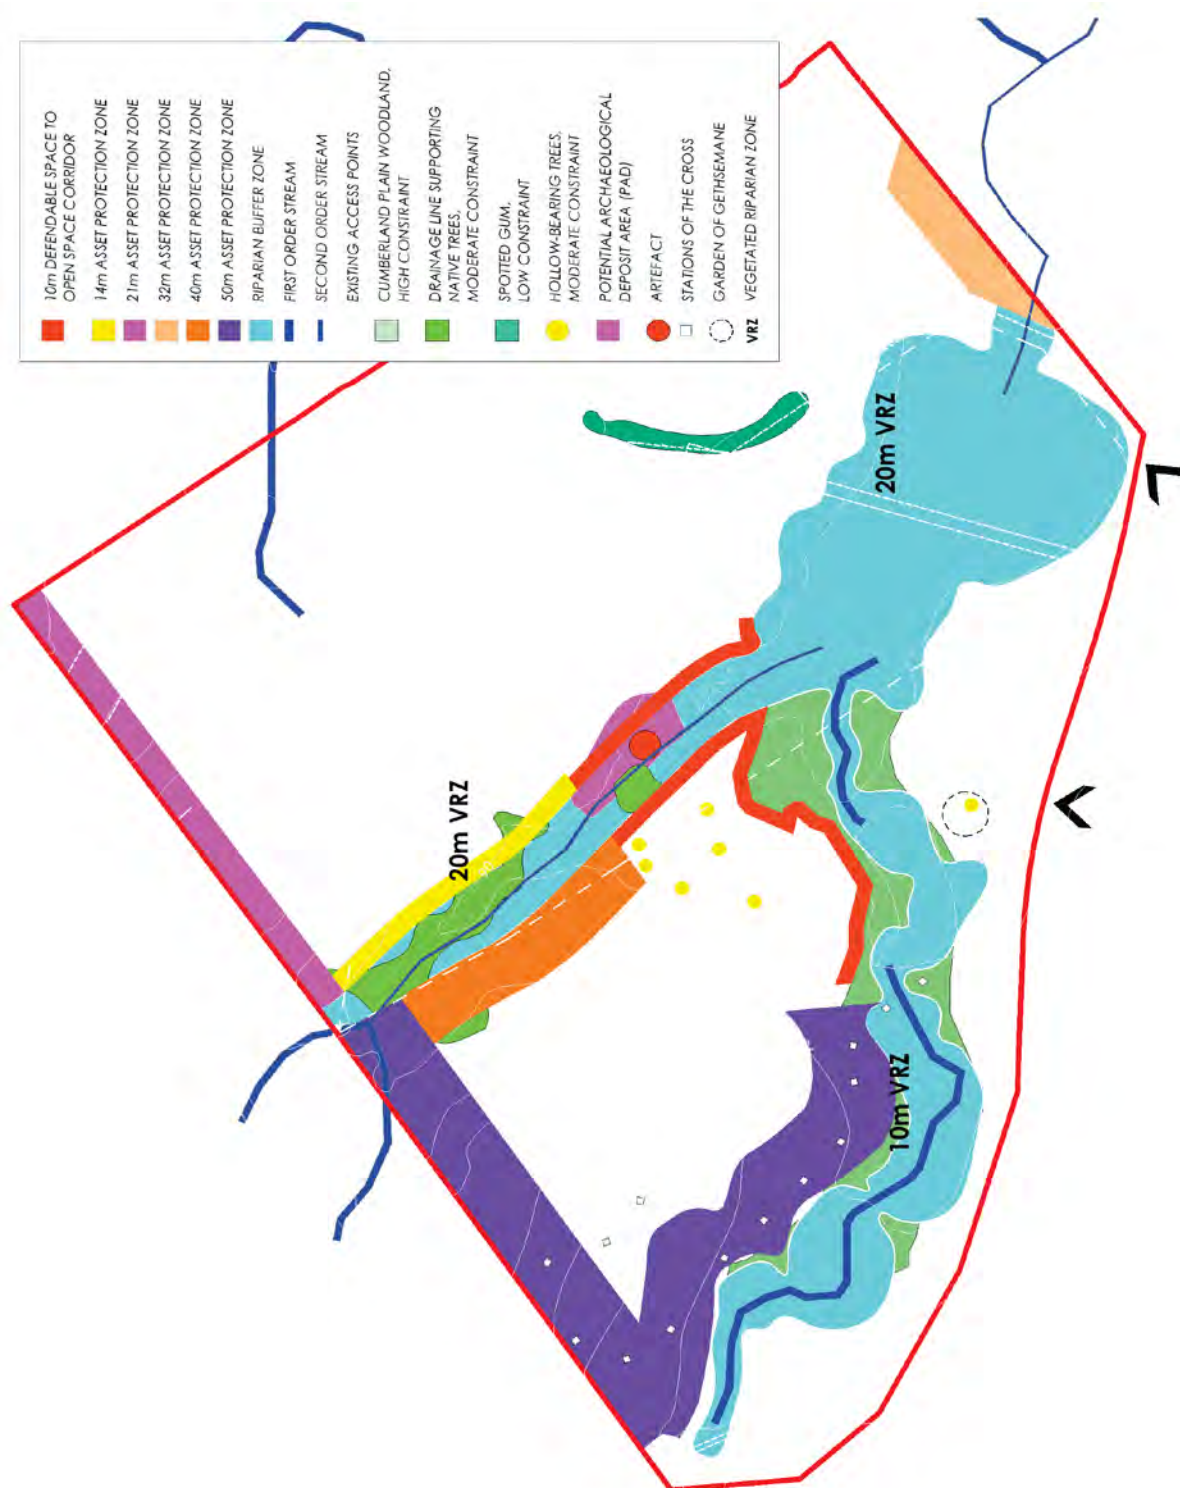 10m DEFENDABLE SPACE TO
OPEN SPACE CORRIDOR
14m ASSET PROTECTION ZONE
21m ASSET PROTECTION ZONE
32m ASSET PROTECTION ZONE
40m ASSET PROTECTION ZONE
50m ASSET PROTECTION ZONE
RIPARIAN BUFFER ZONE
FIRST ORDER STREAM
SECOND ORDER STREAM
EXISTING ACCESS POINTS
CUMBERLAND PLAIN WOODLAND,
HIGH CONSTRAINT
DRAINAGE LINE SUPPORTING
NATIVE TREES,
MODERATE CONSTRAINT
SPOTTED GUM,
LOW CONSTRAINT
HOLLOW-BEARING TREES,
MODERATE CONSTRAINT
POTENTIAL ARCHAEOLOGICAL
DEPOSIT AREA (PAD)
ARTEFACT
STATIONS OF THE CROSS
GARDEN OF GETHSEMANE
VRZ VEGETATED RIPARIAN ZONE
20m VRZ
20m VRZ
10m VRZ